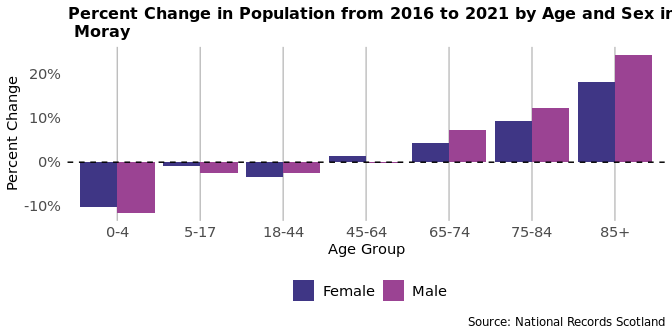 Percent Change in Population from 2016 to 2021 by Age and Sex in
Moray
Percent Change
20%
10%
0%
-10%
0-4 5-17 18-44 45-64 65-74 75-84 85+
Age Group
Female Male
Source: National Records Scotland